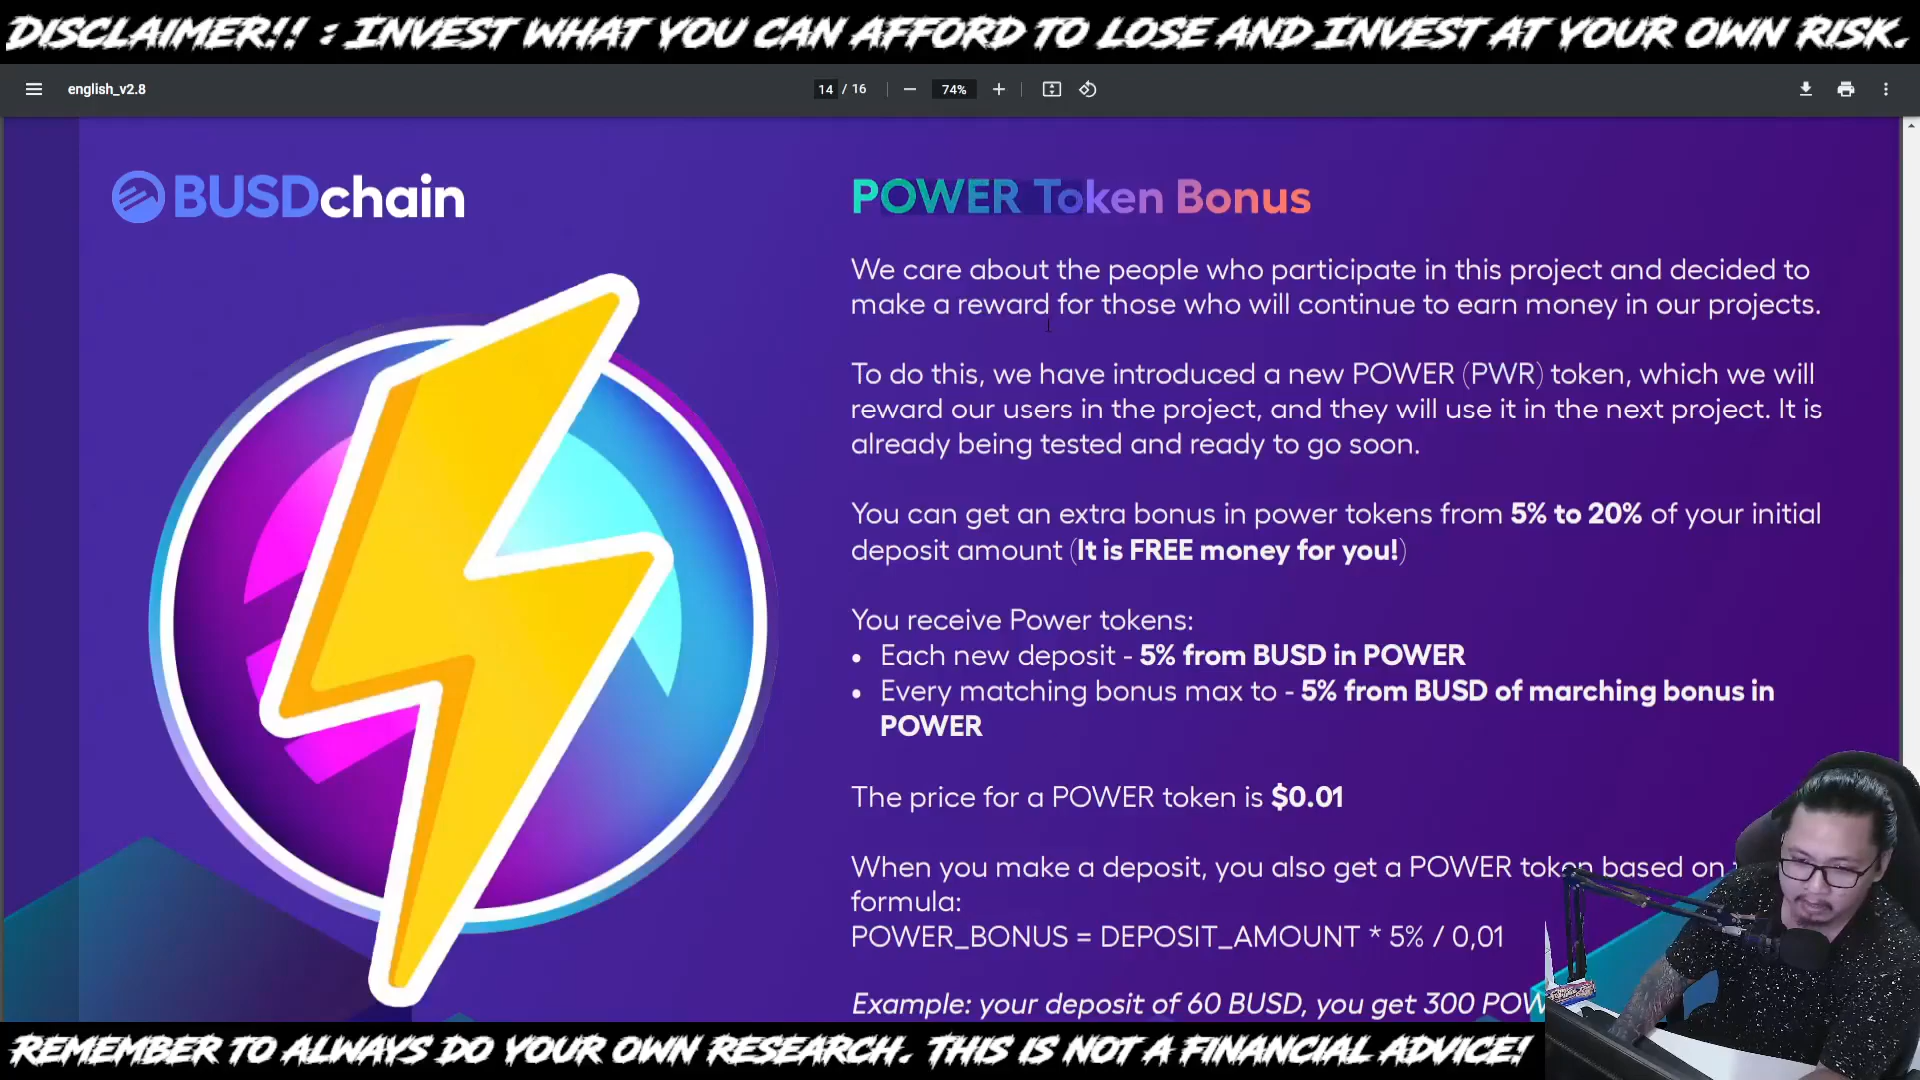 DISCLAIMER!! : INVEST WHAT YOU CAN AFFORD TO LOSE AND INVEST AT YOUR OWN RISK.
english_v2.8
14 / 16
74%
BUSDchain
POWER Token Bonus
We care about the people who participate in this project and decided to
make a reward for those who will continue to earn money in our projects.
To do this, we have introduced a new POWER (PWR) token, which we will
reward our users in the project, and they will use it in the next project. It is
already being tested and ready to go soon.
You can get an extra bonus in power tokens from 5% to 20% of your initial
deposit amount (It is FREE money for you!)
You receive Power tokens:
• Each new deposit - 5% from BUSD in POWER
• Every matching bonus max to - 5% from BUSD of marching bonus in
POWER
The price for a POWER token is $0.01
When you make a deposit, you also get a POWER token based on
formula:
POWER_BONUS = DEPOSIT_AMOUNT * 5% / 0,01
Example: your deposit of 60 BUSD, you get 300
REMEMBER TO ALWAYS DO YOUR OWN RESEARCH. THIS IS NOT A FINANCIAL ADVICE!